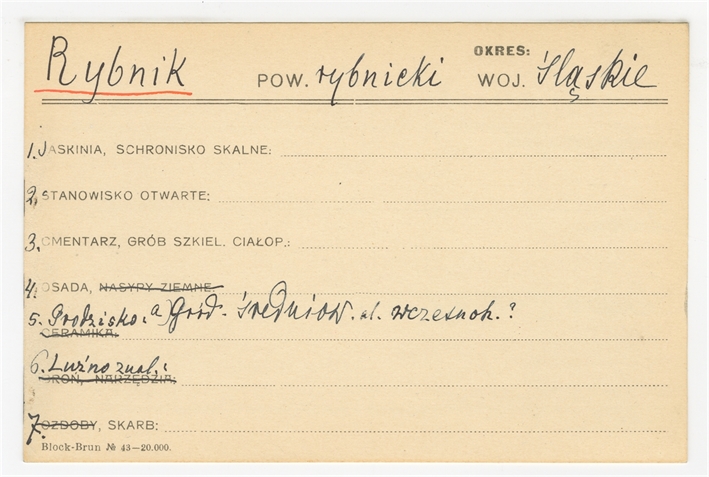 OKRES:
Rybnik POW. rybnicki WOJ. śląskie
1. JASKINIA, SCHRONISKO SKALNE:
2. STANOWISKO OTWARTE:
3. CMENTARZ, GRÓB SZKIEL. CIAŁOP.:
4. OSADA, NASYPY ZIEMNE:
5. Grodzisko. a) Gród. średniow. al. wczesnoh.?
CERAMIKA:
6. Luźno znal.:
BROŃ, NARZĘDZIA:
7. OZDOBY, SKARB:
Block-Brun № 43—20.000.